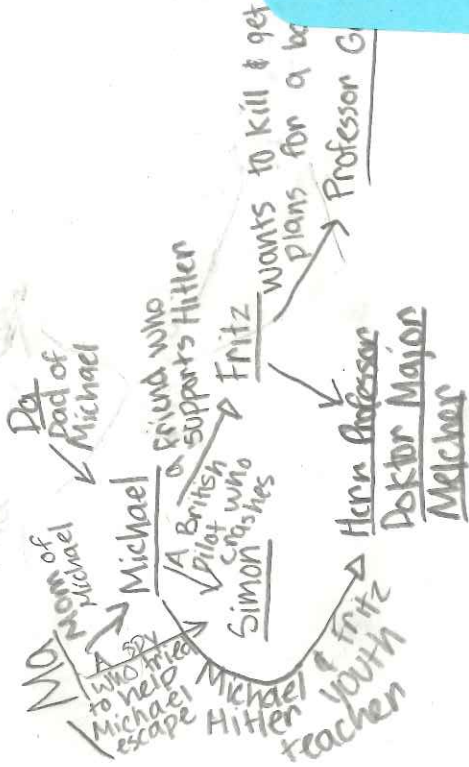 Ma
Mom of
Michael
Da
Dad of
Michael
Michael
A spy
who tried
to help
Michael
escape
A British
pilot who
crashes
Simon
a friend who
supports Hitler
Fritz
wants to kill & get
plans for a
Professor
Herr Professor
Doktor Major
Melcher
Michael & Fritz
Hitler youth
teacher